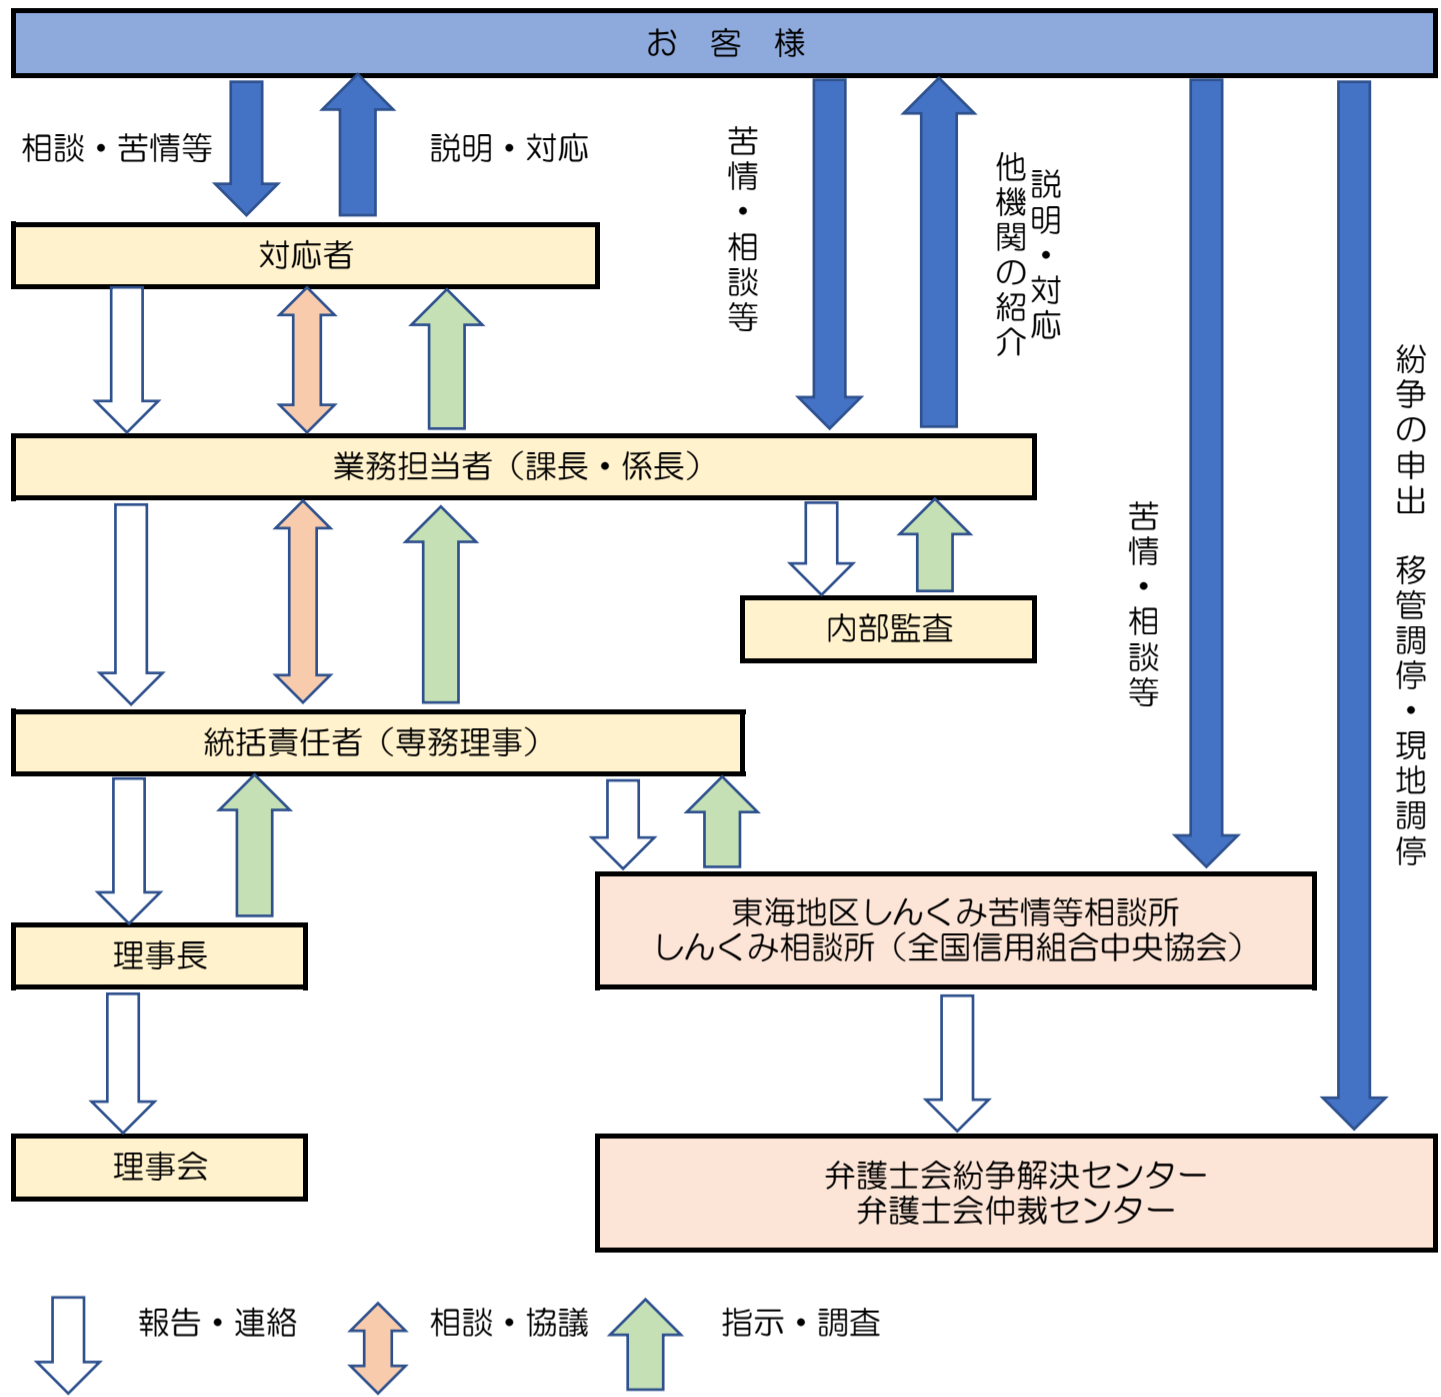 お 客 様
相談・苦情等
説明・対応
苦情・相談等
説明・対応
他機関の紹介
対応者
紛争の申出 移管調停・現地調停
業務担当者（課長・係長）
苦情・相談等
内部監査
統括責任者（専務理事）
東海地区しんくみ苦情等相談所
しんくみ相談所（全国信用組合中央協会）
理事長
理事会
弁護士会紛争解決センター
弁護士会仲裁センター
報告・連絡
相談・協議
指示・調査